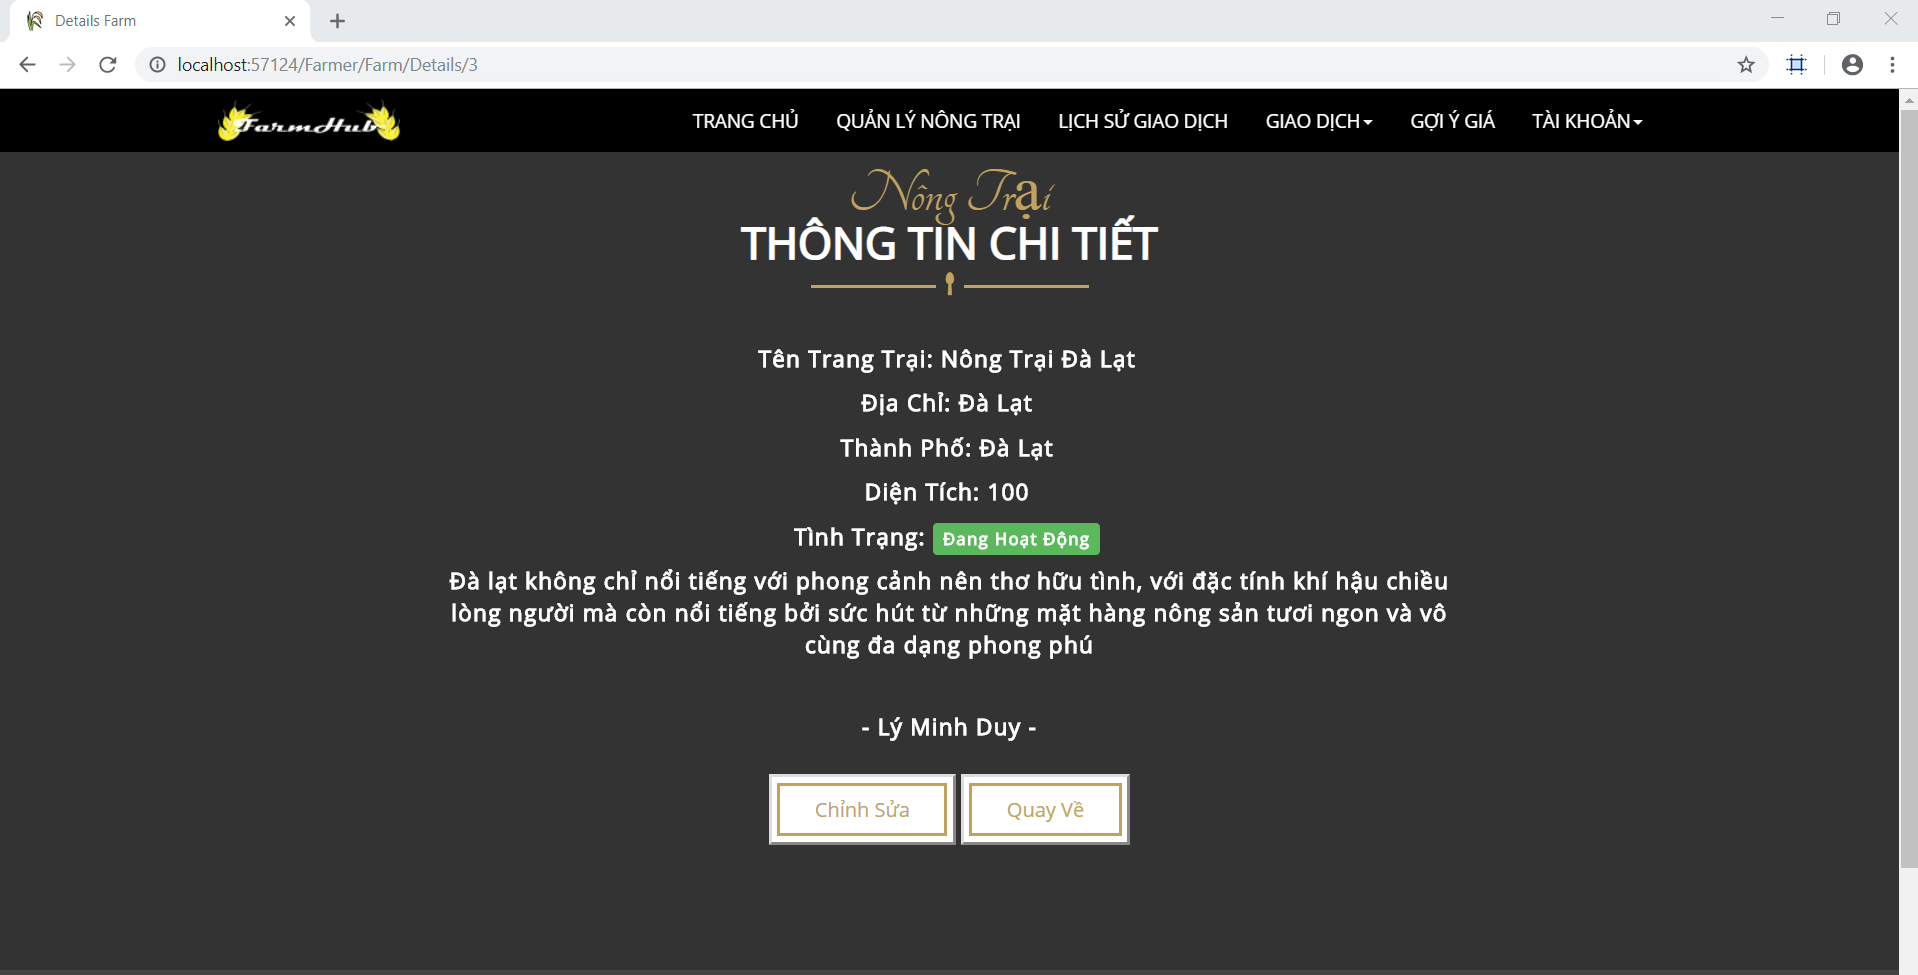 Details Farm
localhost:57124/Farmer/Farm/Details/3
FarmHub TRANG CHỦ QUẢN LÝ NÔNG TRẠI LỊCH SỬ GIAO DỊCH GIAO DỊCH GỢI Ý GIÁ TÀI KHOẢN
Nông Trại
THÔNG TIN CHI TIẾT
Tên Trang Trại: Nông Trại Đà Lạt
Địa Chỉ: Đà Lạt
Thành Phố: Đà Lạt
Diện Tích: 100
Tình Trạng: Đang Hoạt Động
Đà lạt không chỉ nổi tiếng với phong cảnh nên thơ hữu tình, với đặc tính khí hậu chiều
lòng người mà còn nổi tiếng bởi sức hút từ những mặt hàng nông sản tươi ngon và vô
cùng đa dạng phong phú
- Lý Minh Duy -
Chỉnh Sửa Quay Về